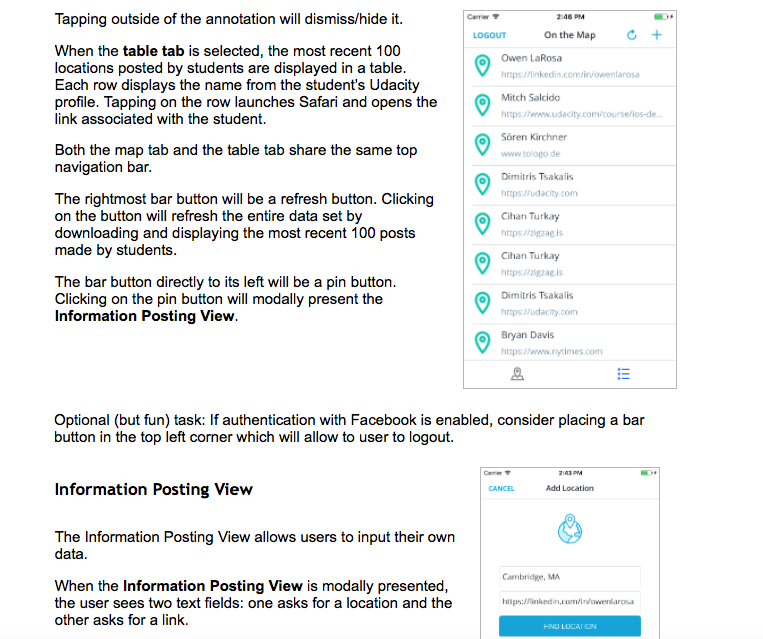 Tapping outside of the annotation will dismiss/hide it.
When the table tab is selected, the most recent 100
locations posted by students are displayed in a table.
Each row displays the name from the student's Udacity
profile. Tapping on the row launches Safari and opens the
link associated with the student.
Both the map tab and the table tab share the same top
navigation bar.
The rightmost bar button will be a refresh button. Clicking
on the button will refresh the entire data set by
downloading and displaying the most recent 100 posts
made by students.
The bar button directly to its left will be a pin button.
Clicking on the pin button will modally present the
Information Posting View.
Carrier 2:46 PM
LOGOUT On the Map
Owen LaRosa
https://linkedin.com/in/owenlarosa
Mitch Salcido
https://www.udacity.com/course/ios-de...
Sören Kirchner
www.tologo.de
Dimitris Tsakalis
https://udacity.com
Cihan Turkay
https://zigzag.is
Cihan Turkay
https://zigzag.is
Dimitris Tsakalis
https://udacity.com
Bryan Davis
https://www.nytimes.com
Optional (but fun) task: If authentication with Facebook is enabled, consider placing a bar
button in the top left corner which will allow to user to logout.
Information Posting View
The Information Posting View allows users to input their own
data.
When the Information Posting View is modally presented,
the user sees two text fields: one asks for a location and the
other asks for a link.
Carrier 2:43 PM
CANCEL Add Location
Cambridge, MA
https://linkedin.com/in/owenlarosa
FIND LOCATION